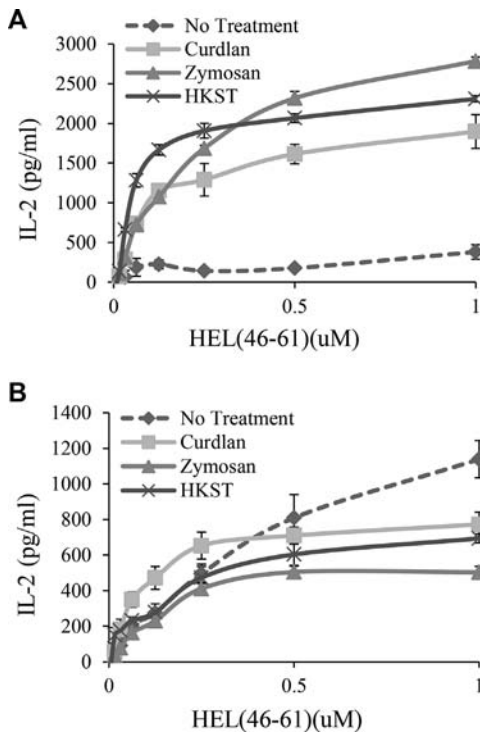 A
No Treatment
Curdlan
Zymosan
HKST
3000
2500
2000
1500
1000
500
0
IL-2 (pg/ml)
0
0.5
1
HEL(46-61)(uM)
B
No Treatment
Curdlan
Zymosan
HKST
1400
1200
1000
800
600
400
200
0
IL-2 (pg/ml)
0
0.5
1
HEL(46-61)(uM)